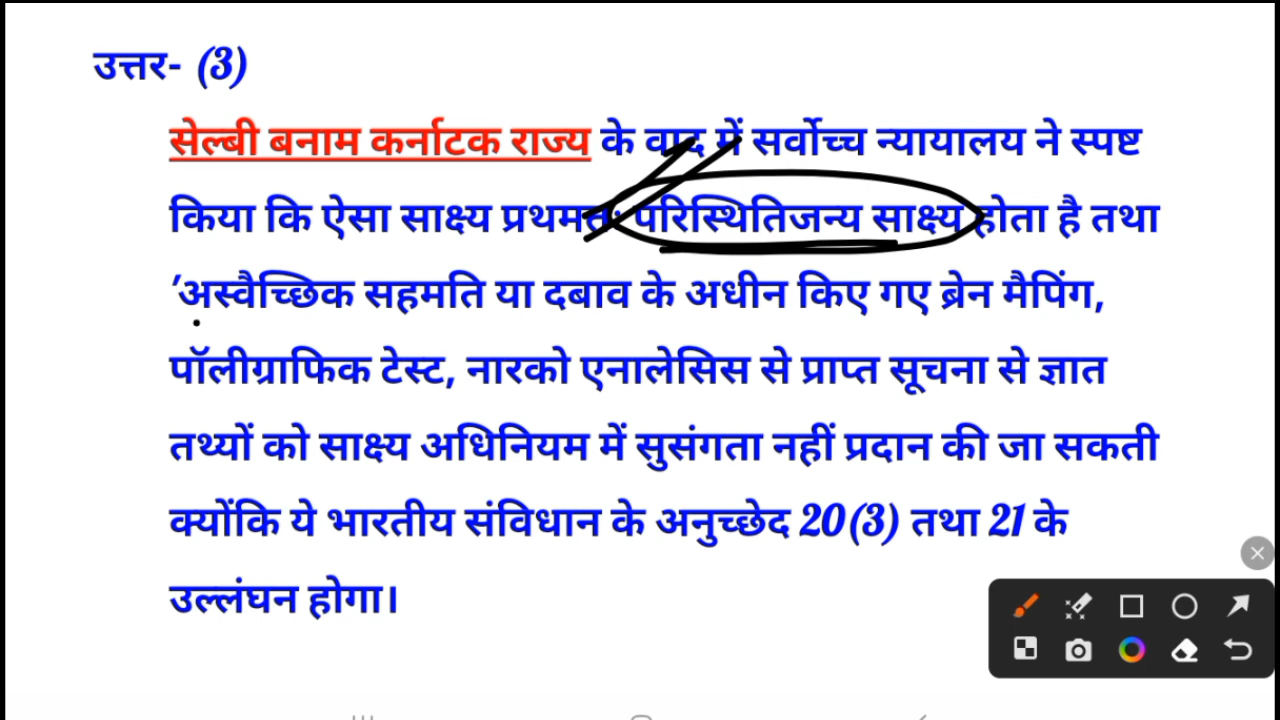 उत्तर- (3)
सेल्बी बनाम कर्नाटक राज्य के वाद में सर्वोच्च न्यायालय ने स्पष्ट
किया कि ऐसा साक्ष्य प्रथमतः परिस्थितिजन्य साक्ष्य होता है तथा
'अस्वैच्छिक सहमति या दबाव के अधीन किए गए ब्रेन मैपिंग,
पॉलीग्राफिक टेस्ट, नारको एनालेसिस से प्राप्त सूचना से ज्ञात
तथ्यों को साक्ष्य अधिनियम में सुसंगता नहीं प्रदान की जा सकती
क्योंकि ये भारतीय संविधान के अनुच्छेद 20(3) तथा 21 के
उल्लंघन होगा।